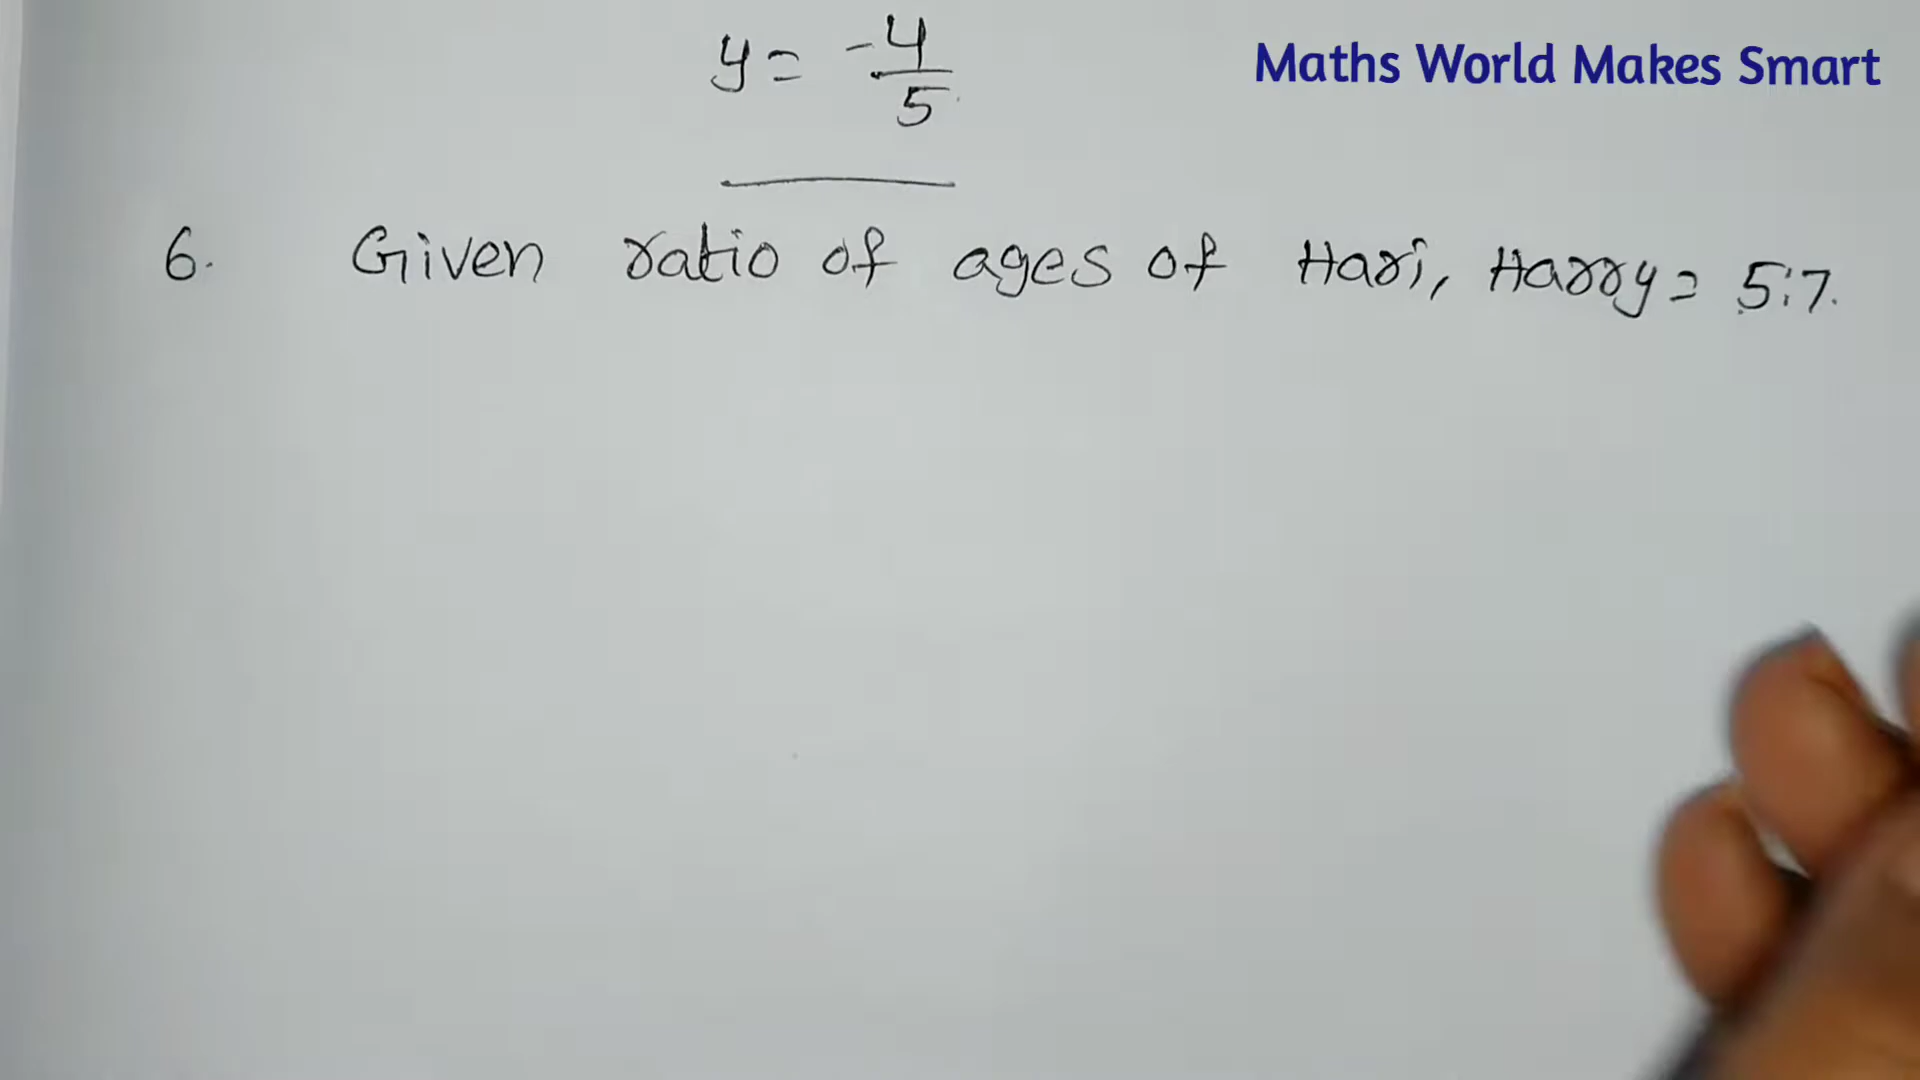 y = -4/5
Maths World Makes Smart
6. Given ratio of ages of Hari, Harry = 5:7.